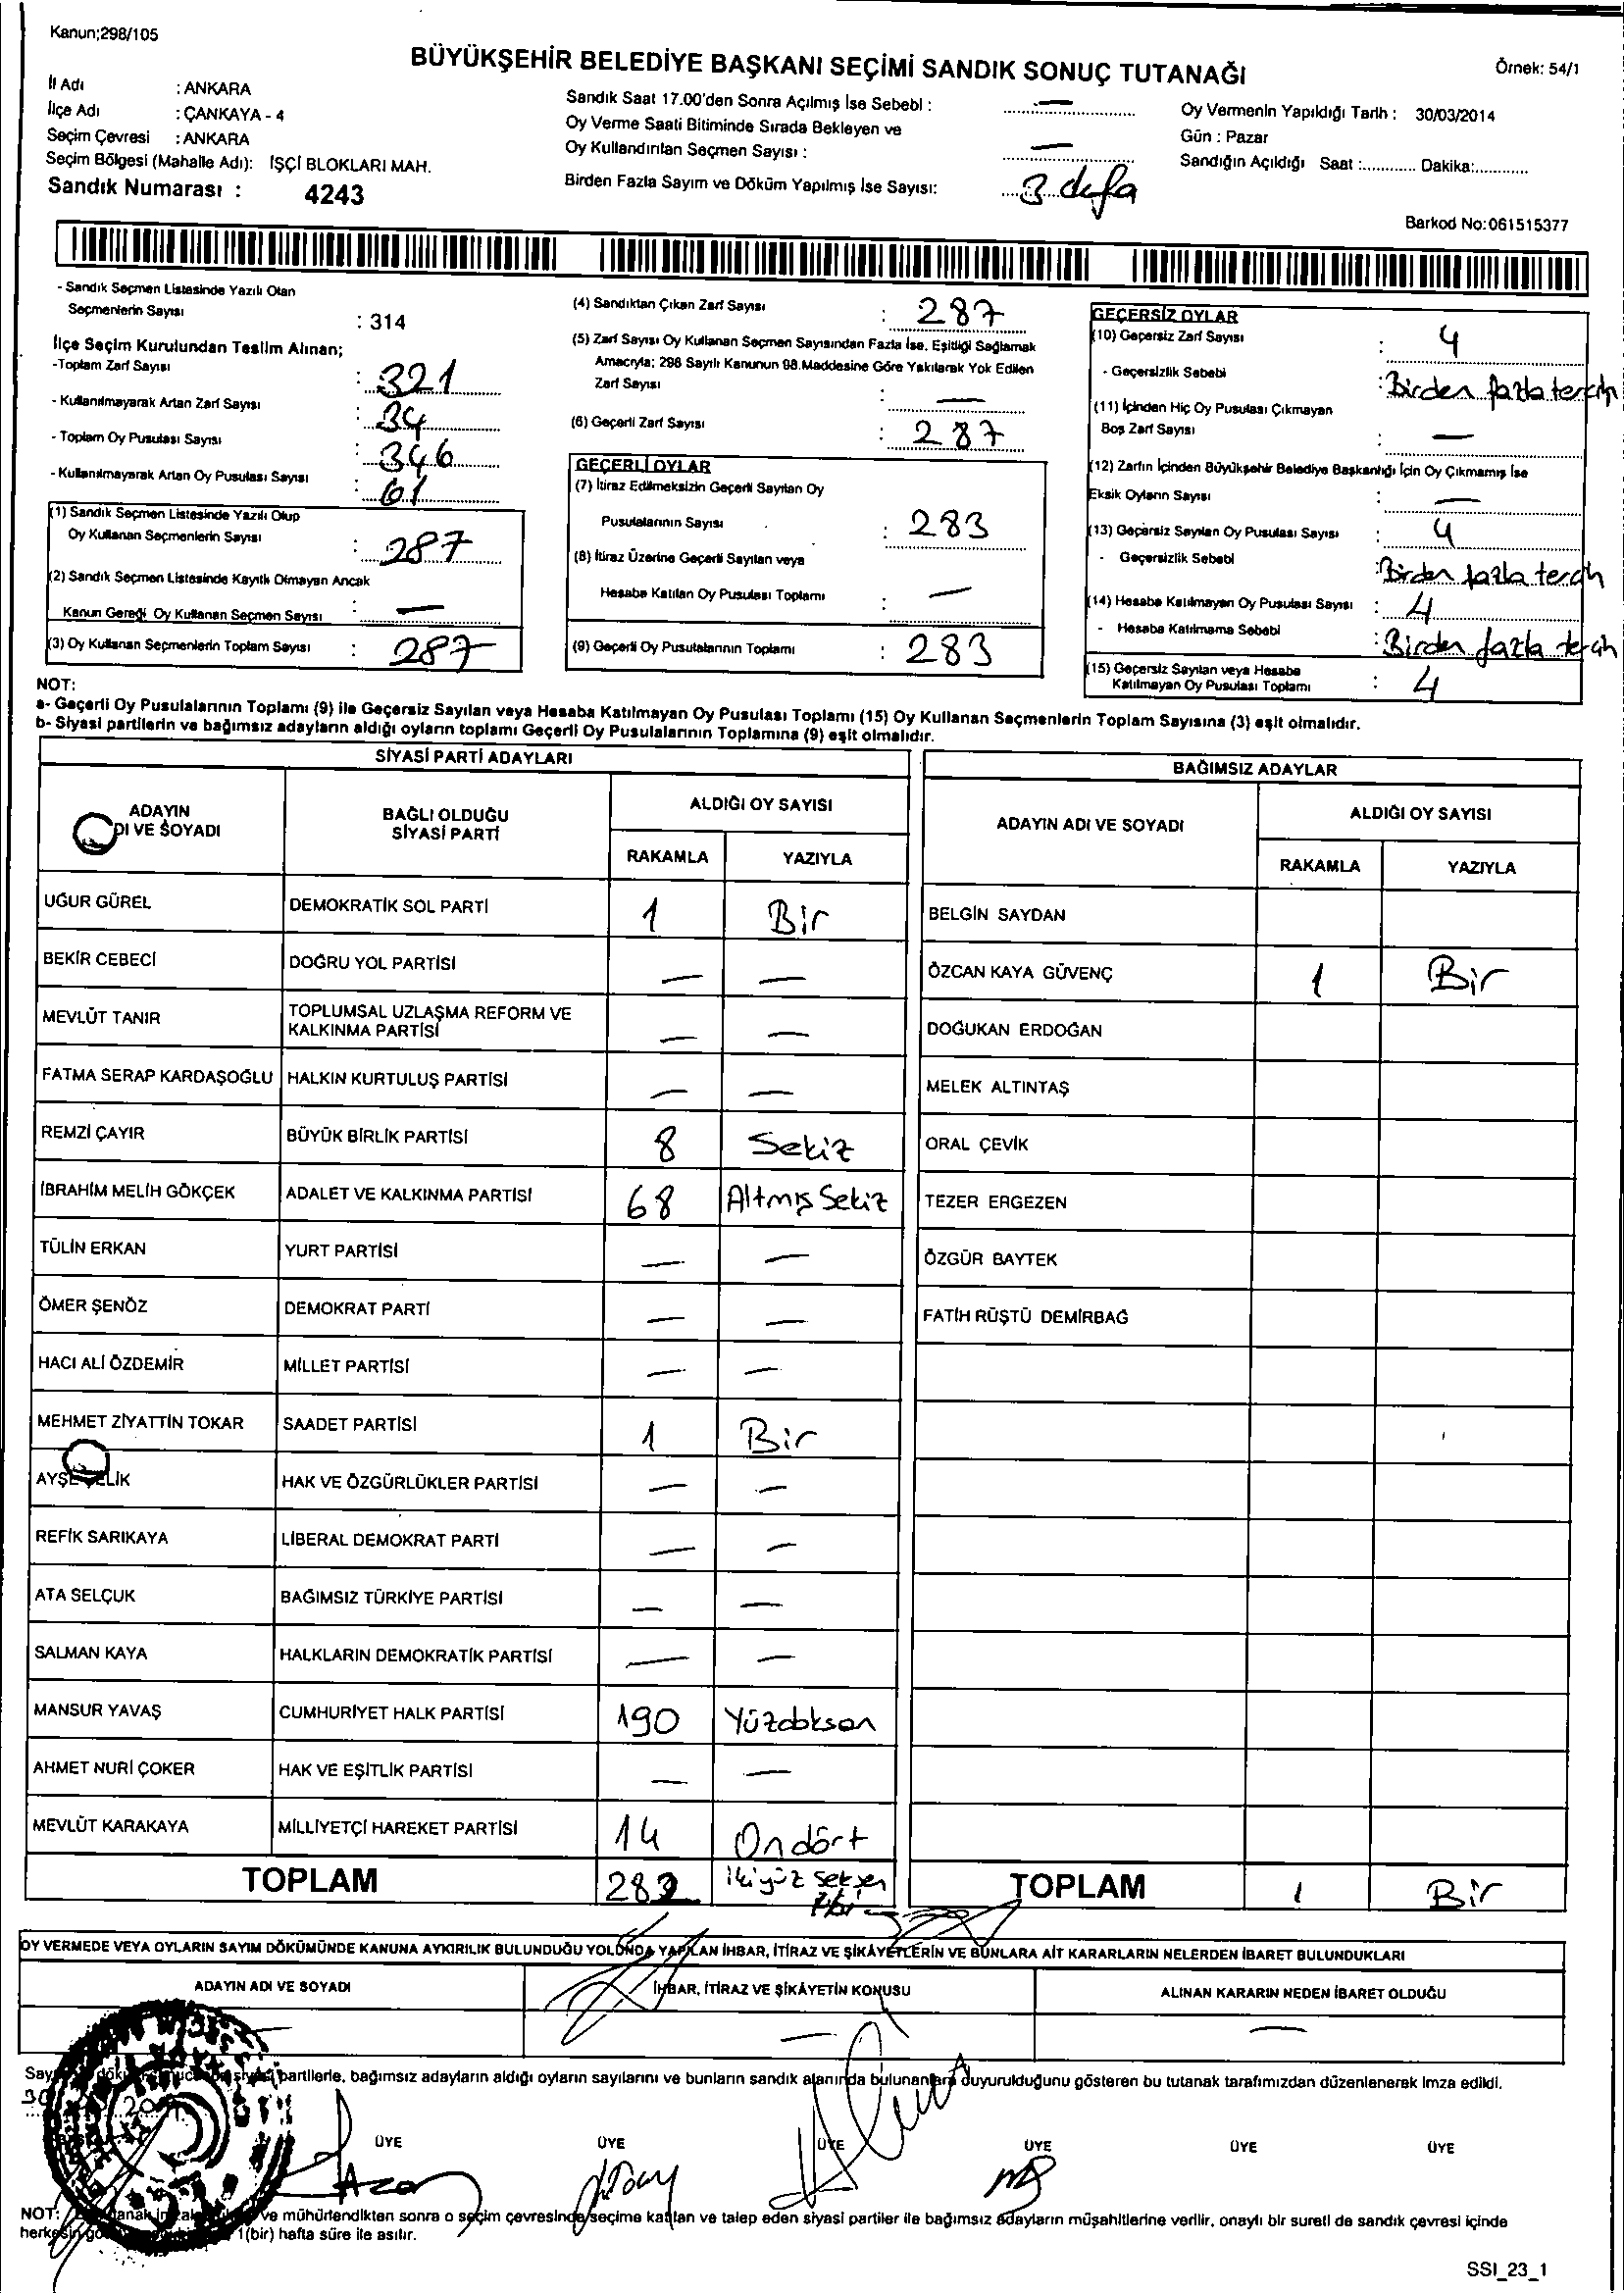 Kanun;298/105
BÜYÜKŞEHİR BELEDİYE BAŞKANI SEÇİMİ SANDIK SONUÇ TUTANAĞI
Örnek: 54/1
İl Adı : ANKARA
İlçe Adı : ÇANKAYA - 4
Seçim Çevresi : ANKARA
Seçim Bölgesi (Mahalle Adı): İŞÇİ BLOKLARI MAH.
Sandık Numarası : 4243
Sandık Saat 17.00'den Sonra Açılmış İse Sebebi : —
Oy Verme Saati Bitiminde Sırada Bekleyen ve
Oy Kullandırılan Seçmen Sayısı : —
Birden Fazla Sayım ve Döküm Yapılmış İse Sayısı: 3 defa
Oy Vermenin Yapıldığı Tarih : 30/03/2014
Gün : Pazar
Sandığın Açıldığı Saat :............. Dakika:.............
Barkod No:061515377
- Sandık Seçmen Listesinde Yazılı Olan
Seçmenlerin Sayısı : 314
İlçe Seçim Kurulundan Teslim Alınan;
-Toplam Zarf Sayısı : 321
- Kullanılmayarak Artan Zarf Sayısı : 34
- Toplam Oy Pusulası Sayısı : 346
- Kullanılmayarak Artan Oy Pusulası Sayısı : 61
(1) Sandık Seçmen Listesinde Yazılı Olup
Oy Kullanan Seçmenlerin Sayısı : 287
(2) Sandık Seçmen Listesinde Kayıtlı Olmayan Ancak
Kanun Gereği Oy Kullanan Seçmen Sayısı : —
(3) Oy Kullanan Seçmenlerin Toplam Sayısı : 287
(4) Sandıktan Çıkan Zarf Sayısı : 287
(5) Zarf Sayısı Oy Kullanan Seçmen Sayısından Fazla İse, Eşitliği Sağlamak
Amacıyla; 298 Sayılı Kanunun 98.Maddesine Göre Yakılarak Yok Edilen
Zarf Sayısı : —
(6) Geçerli Zarf Sayısı : 287
GEÇERLİ OYLAR
(7) İtiraz Edilmeksizin Geçerli Sayılan Oy
Pusulalarının Sayısı : 283
(8) İtiraz Üzerine Geçerli Sayılan veya
Hesaba Katılan Oy Pusulası Toplamı : —
(9) Geçerli Oy Pusulalarının Toplamı : 283
GEÇERSİZ OYLAR
(10) Geçersiz Zarf Sayısı : 4
- Geçersizlik Sebebi : Birden fazla tercih
(11) İçinden Hiç Oy Pusulası Çıkmayan
Boş Zarf Sayısı : —
(12) Zarfın İçinden Büyükşehir Belediye Başkanlığı İçin Oy Çıkmamış İse
Eksik Oyların Sayısı : —
(13) Geçersiz Sayılan Oy Pusulası Sayısı : 4
- Geçersizlik Sebebi : Birden fazla tercih
(14) Hesaba Katılmayan Oy Pusulası Sayısı : 4
- Hesaba Katılmama Sebebi : Birden fazla tercih
(15) Geçersiz Sayılan veya Hesaba
Katılmayan Oy Pusulası Toplamı : 4
NOT:
a- Geçerli Oy Pusulalarının Toplamı (9) ile Geçersiz Sayılan veya Hesaba Katılmayan Oy Pusulası Toplamı (15) Oy Kullanan Seçmenlerin Toplam Sayısına (3) eşit olmalıdır.
b- Siyasi partilerin ve bağımsız adayların aldığı oyların toplamı Geçerli Oy Pusulalarının Toplamına (9) eşit olmalıdır.
SİYASİ PARTİ ADAYLARI
ADAYIN
DI VE SOYADI
BAĞLI OLDUĞU
SİYASİ PARTİ
ALDIĞI OY SAYISI
RAKAMLA YAZIYLA
UĞUR GÜREL DEMOKRATİK SOL PARTİ 1 Bir
BEKİR CEBECİ DOĞRU YOL PARTİSİ — —
MEVLÜT TANIR TOPLUMSAL UZLAŞMA REFORM VE
KALKINMA PARTİSİ — —
FATMA SERAP KARDAŞOĞLU HALKIN KURTULUŞ PARTİSİ — —
REMZİ ÇAYIR BÜYÜK BİRLİK PARTİSİ 8 Sekiz
İBRAHİM MELİH GÖKÇEK ADALET VE KALKINMA PARTİSİ 68 Altmış Sekiz
TÜLİN ERKAN YURT PARTİSİ — —
ÖMER ŞENÖZ DEMOKRAT PARTİ — —
HACI ALİ ÖZDEMİR MİLLET PARTİSİ — —
MEHMET ZİYATTİN TOKAR SAADET PARTİSİ 1 Bir
AYŞE ÇELİK HAK VE ÖZGÜRLÜKLER PARTİSİ — —
REFİK SARIKAYA LİBERAL DEMOKRAT PARTİ — —
ATA SELÇUK BAĞIMSIZ TÜRKİYE PARTİSİ — —
SALMAN KAYA HALKLARIN DEMOKRATİK PARTİSİ — —
MANSUR YAVAŞ CUMHURİYET HALK PARTİSİ 190 Yüzdoksan
AHMET NURİ ÇOKER HAK VE EŞİTLİK PARTİSİ — —
MEVLÜT KARAKAYA MİLLİYETÇİ HAREKET PARTİSİ 14 Ondört
TOPLAM 282 ikiyüz seksen
BAĞIMSIZ ADAYLAR
ADAYIN ADI VE SOYADI
ALDIĞI OY SAYISI
RAKAMLA YAZIYLA
BELGİN SAYDAN
ÖZCAN KAYA GÜVENÇ 1 Bir
DOĞUKAN ERDOĞAN
MELEK ALTINTAŞ
ORAL ÇEVİK
TEZER ERGEZEN
ÖZGÜR BAYTEK
FATİH RÜŞTÜ DEMİRBAĞ
TOPLAM 1 Bir
OY VERMEDE VEYA OYLARIN SAYIM DÖKÜMÜNDE KANUNA AYKIRILIK BULUNDUĞU YOLUNDA YAPILAN İHBAR, İTİRAZ VE ŞİKÂYETLERİN VE BUNLARA AİT KARARLARIN NELERDEN İBARET BULUNDUKLARI
ADAYIN ADI VE SOYADI İHBAR, İTİRAZ VE ŞİKÂYETİN KONUSU ALINAN KARARIN NEDEN İBARET OLDUĞU
— — —
partilerle, bağımsız adayların aldığı oyların sayılarını ve bunların sandık alanında bulunanlara duyurulduğunu gösteren bu tutanak tarafımızdan düzenlenerek imza edildi.
ÜYE ÜYE ÜYE ÜYE ÜYE ÜYE
NOT: ve mühürlendikten sonra o seçim çevresinde seçime katılan ve talep eden siyasi partiler ile bağımsız adayların müşahitlerine verilir, onaylı bir sureti de sandık çevresi içinde
1(bir) hafta süre ile asılır.
SSI_23_1